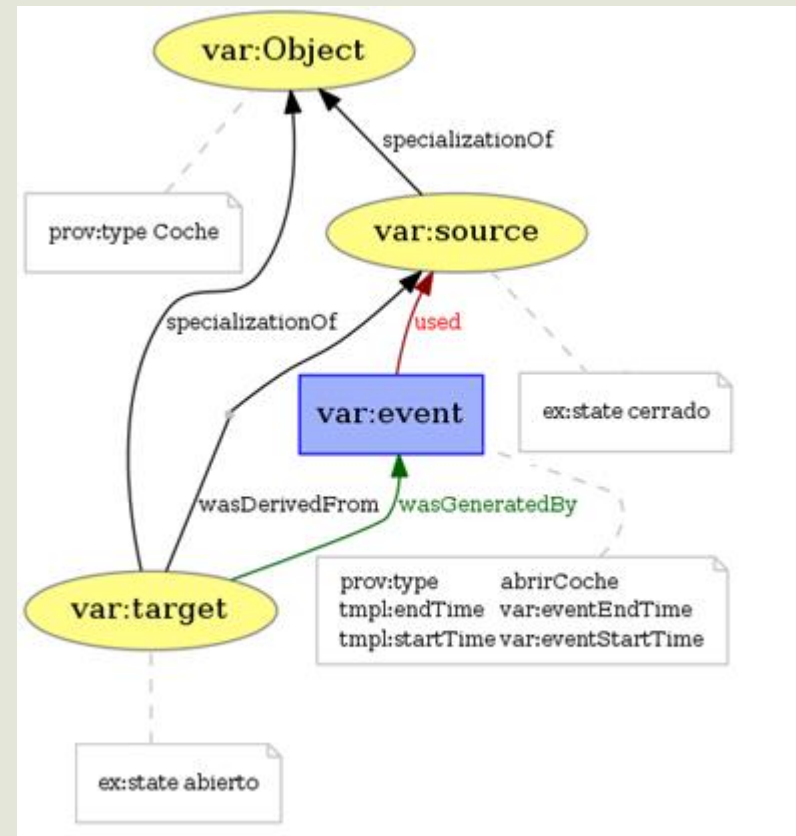 var:Object
specializationOf
prov:type Coche
var:source
specializationOf
used
ex:state cerrado
var:event
wasDerivedFrom
wasGeneratedBy
prov:type abrirCoche
tmpl:endTime var:eventEndTime
tmpl:startTime var:eventStartTime
var:target
ex:state abierto